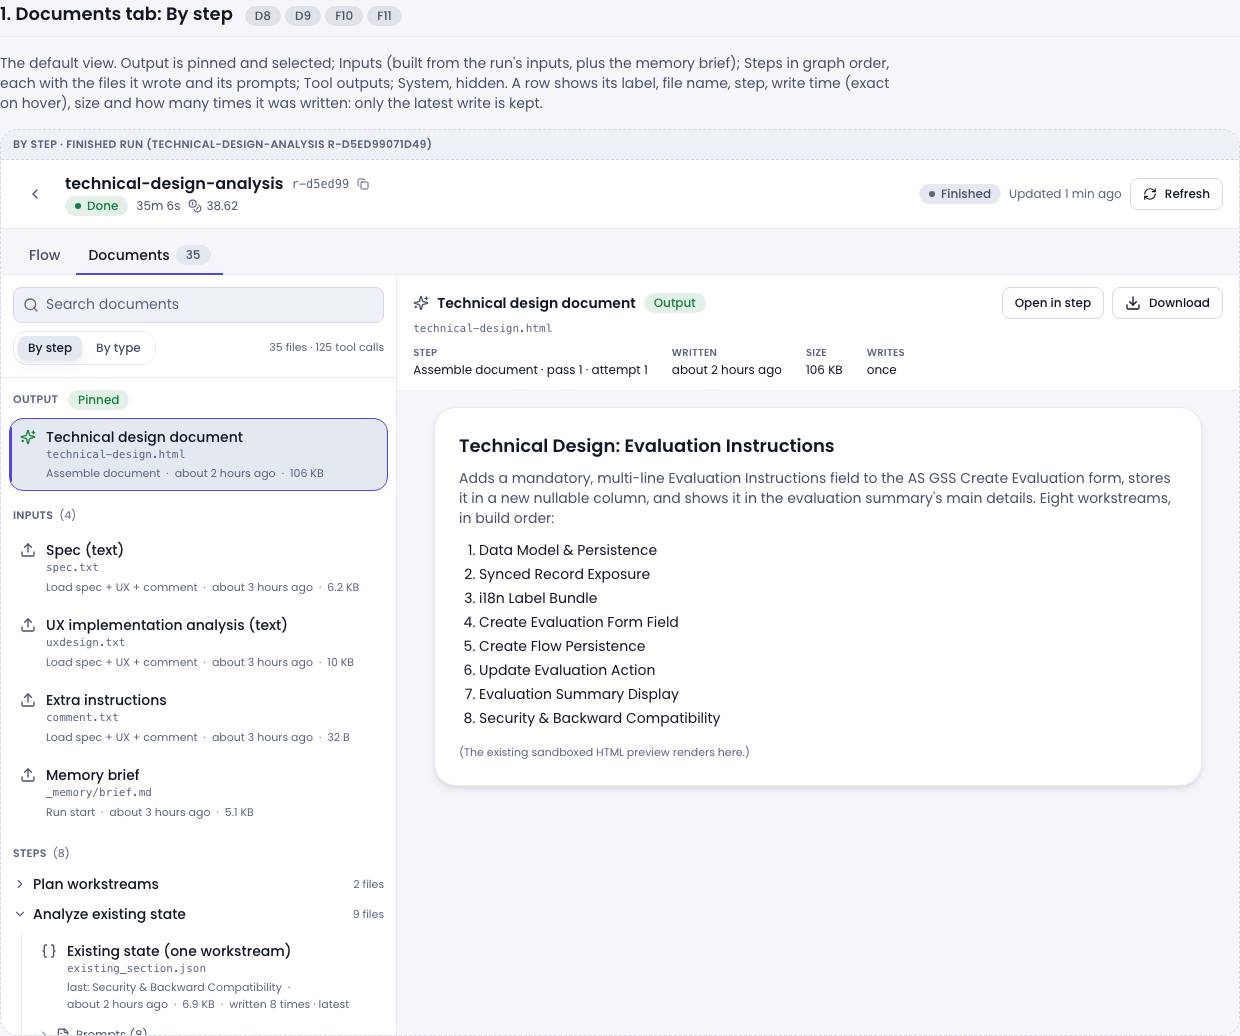 1. Documents tab: By step D8 D9 F10 F11
The default view. Output is pinned and selected; Inputs (built from the run's inputs, plus the memory brief); Steps in graph order,
each with the files it wrote and its prompts; Tool outputs; System, hidden. A row shows its label, file name, step, write time (exact
on hover), size and how many times it was written: only the latest write is kept.
BY STEP · FINISHED RUN (TECHNICAL-DESIGN-ANALYSIS R-D5ED99071D49)
technical-design-analysis r-d5ed99
Done 35m 6s 38.62
Finished Updated 1 min ago Refresh
Flow Documents 35
Search documents
By step By type 35 files · 125 tool calls
OUTPUT Pinned
Technical design document
technical-design.html
Assemble document · about 2 hours ago · 106 KB
INPUTS (4)
Spec (text)
spec.txt
Load spec + UX + comment · about 3 hours ago · 6.2 KB
UX implementation analysis (text)
uxdesign.txt
Load spec + UX + comment · about 3 hours ago · 10 KB
Extra instructions
comment.txt
Load spec + UX + comment · about 3 hours ago · 32 B
Memory brief
_memory/brief.md
Run start · about 3 hours ago · 5.1 KB
STEPS (8)
Plan workstreams 2 files
Analyze existing state 9 files
{ } Existing state (one workstream)
existing_section.json
last: Security & Backward Compatibility ·
about 2 hours ago · 6.9 KB · written 8 times · latest
Prompts (8)
Technical design document Output
Open in step Download
technical-design.html
STEP WRITTEN SIZE WRITES
Assemble document · pass 1 · attempt 1 about 2 hours ago 106 KB once
Technical Design: Evaluation Instructions
Adds a mandatory, multi-line Evaluation Instructions field to the AS GSS Create Evaluation form, stores
it in a new nullable column, and shows it in the evaluation summary's main details. Eight workstreams,
in build order:
1. Data Model & Persistence
2. Synced Record Exposure
3. i18n Label Bundle
4. Create Evaluation Form Field
5. Create Flow Persistence
6. Update Evaluation Action
7. Evaluation Summary Display
8. Security & Backward Compatibility
(The existing sandboxed HTML preview renders here.)